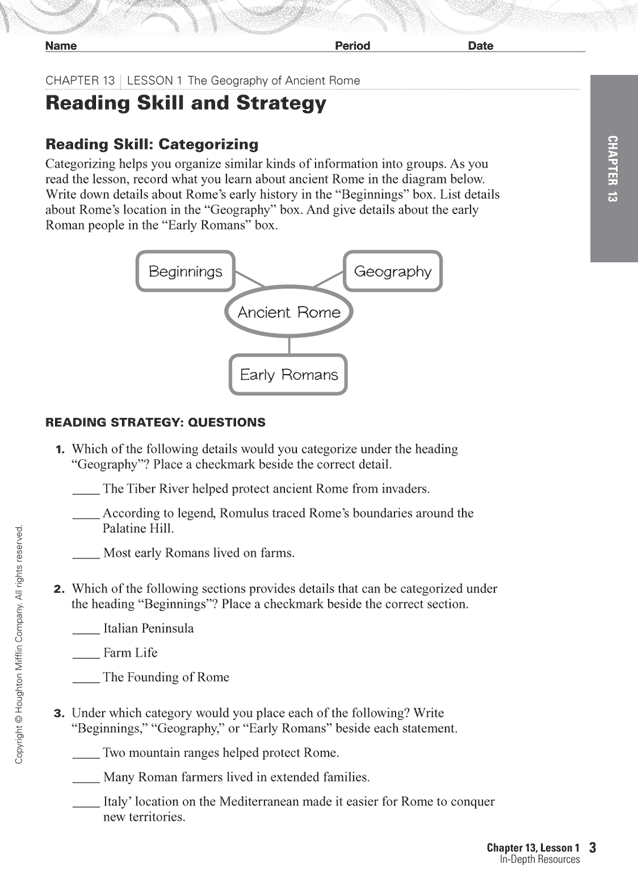 Name Period Date
CHAPTER 13 | LESSON 1 The Geography of Ancient Rome
Reading Skill and Strategy
CHAPTER 13
Reading Skill: Categorizing
Categorizing helps you organize similar kinds of information into groups. As you
read the lesson, record what you learn about ancient Rome in the diagram below.
Write down details about Rome's early history in the “Beginnings” box. List details
about Rome's location in the “Geography” box. And give details about the early
Roman people in the “Early Romans” box.
Beginnings
Geography
Ancient Rome
Early Romans
READING STRATEGY: QUESTIONS
1. Which of the following details would you categorize under the heading
“Geography”? Place a checkmark beside the correct detail.
____ The Tiber River helped protect ancient Rome from invaders.
____ According to legend, Romulus traced Rome's boundaries around the
Palatine Hill.
____ Most early Romans lived on farms.
2. Which of the following sections provides details that can be categorized under
the heading “Beginnings”? Place a checkmark beside the correct section.
____ Italian Peninsula
____ Farm Life
____ The Founding of Rome
3. Under which category would you place each of the following? Write
“Beginnings,” “Geography,” or “Early Romans” beside each statement.
____ Two mountain ranges helped protect Rome.
____ Many Roman farmers lived in extended families.
____ Italy' location on the Mediterranean made it easier for Rome to conquer
new territories.
Copyright © Houghton Mifflin Company. All rights reserved.
Chapter 13, Lesson 1 3
In-Depth Resources